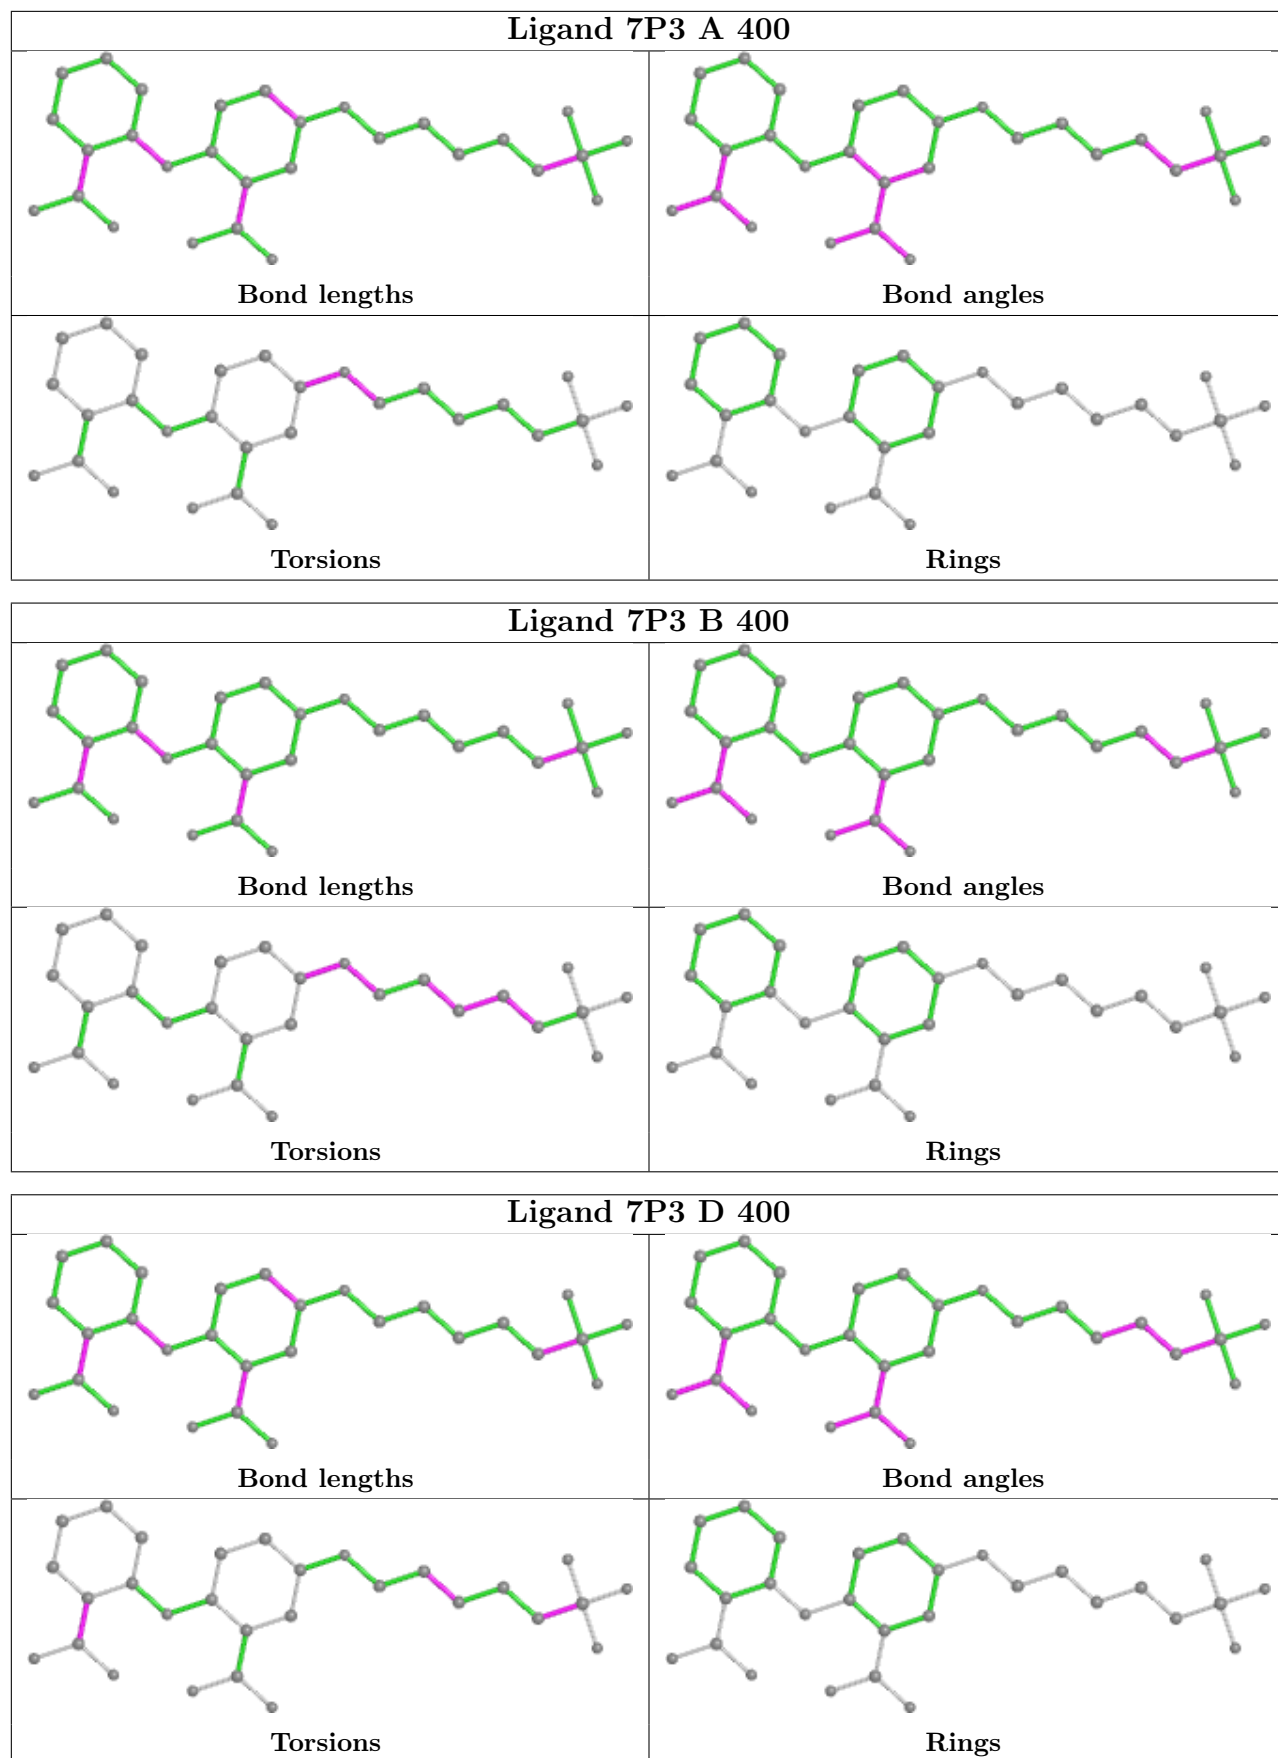 Ligand 7P3 A 400
Bond lengths
Bond angles
Torsions
Rings
Ligand 7P3 B 400
Bond lengths
Bond angles
Torsions
Rings
Ligand 7P3 D 400
Bond lengths
Bond angles
Torsions
Rings